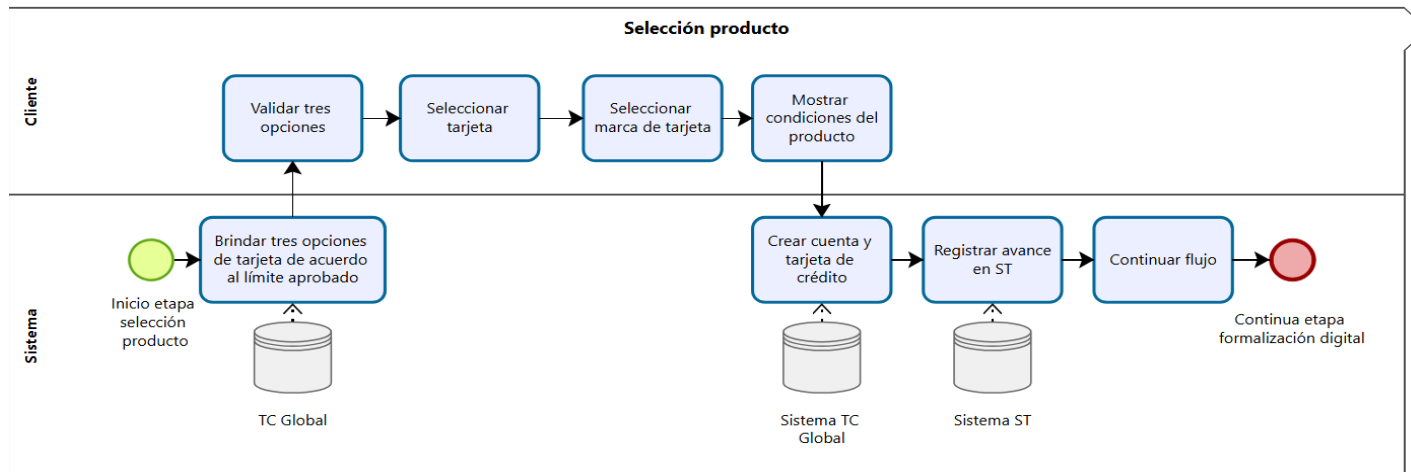 Selección producto
Cliente
Validar tres
opciones
Seleccionar
tarjeta
Seleccionar
marca de tarjeta
Mostrar
condiciones del
producto
Sistema
Inicio etapa
selección
producto
Brindar tres opciones
de tarjeta de acuerdo
al límite aprobado
TC Global
Crear cuenta y
tarjeta de
crédito
Sistema TC
Global
Registrar avance
en ST
Sistema ST
Continuar flujo
Continua etapa
formalización digital